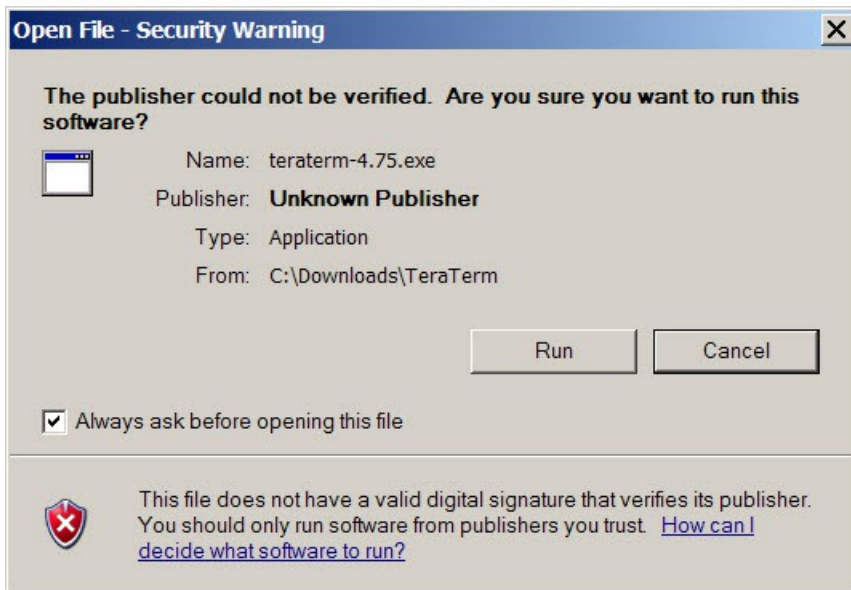 Open File - Security Warning
The publisher could not be verified. Are you sure you want to run this
software?
Name: teraterm-4.75.exe
Publisher: Unknown Publisher
Type: Application
From: C:\Downloads\TeraTerm
Run Cancel
Always ask before opening this file
This file does not have a valid digital signature that verifies its publisher.
You should only run software from publishers you trust. How can I
decide what software to run?